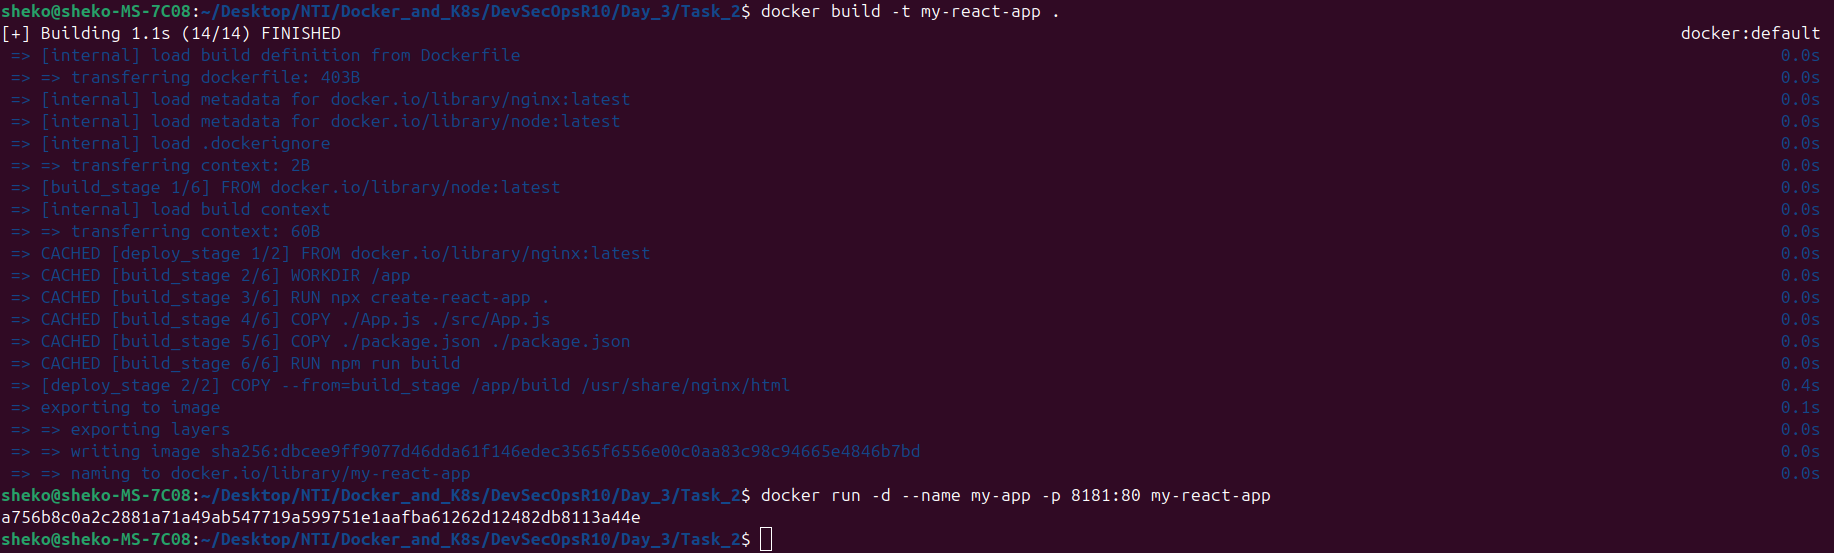 sheko@sheko-MS-7C08:~/Desktop/NTI/Docker_and_K8s/DevSecOpsR10/Day_3/Task_2$ docker build -t my-react-app .
[+] Building 1.1s (14/14) FINISHED docker:default
=> [internal] load build definition from Dockerfile 0.0s
=> => transferring dockerfile: 403B 0.0s
=> [internal] load metadata for docker.io/library/nginx:latest 0.0s
=> [internal] load metadata for docker.io/library/node:latest 0.0s
=> [internal] load .dockerignore 0.0s
=> => transferring context: 2B 0.0s
=> [build_stage 1/6] FROM docker.io/library/node:latest 0.0s
=> [internal] load build context 0.0s
=> => transferring context: 60B 0.0s
=> CACHED [deploy_stage 1/2] FROM docker.io/library/nginx:latest 0.0s
=> CACHED [build_stage 2/6] WORKDIR /app 0.0s
=> CACHED [build_stage 3/6] RUN npx create-react-app . 0.0s
=> CACHED [build_stage 4/6] COPY ./App.js ./src/App.js 0.0s
=> CACHED [build_stage 5/6] COPY ./package.json ./package.json 0.0s
=> CACHED [build_stage 6/6] RUN npm run build 0.0s
=> [deploy_stage 2/2] COPY --from=build_stage /app/build /usr/share/nginx/html 0.4s
=> exporting to image 0.1s
=> => exporting layers 0.0s
=> => writing image sha256:dbcee9ff9077d46dda61f146edec3565f6556e00c0aa83c98c94665e4846b7bd 0.0s
=> => naming to docker.io/library/my-react-app 0.0s
sheko@sheko-MS-7C08:~/Desktop/NTI/Docker_and_K8s/DevSecOpsR10/Day_3/Task_2$ docker run -d --name my-app -p 8181:80 my-react-app
a756b8c0a2c2881a71a49ab547719a599751e1aafba61262d12482db8113a44e
sheko@sheko-MS-7C08:~/Desktop/NTI/Docker_and_K8s/DevSecOpsR10/Day_3/Task_2$